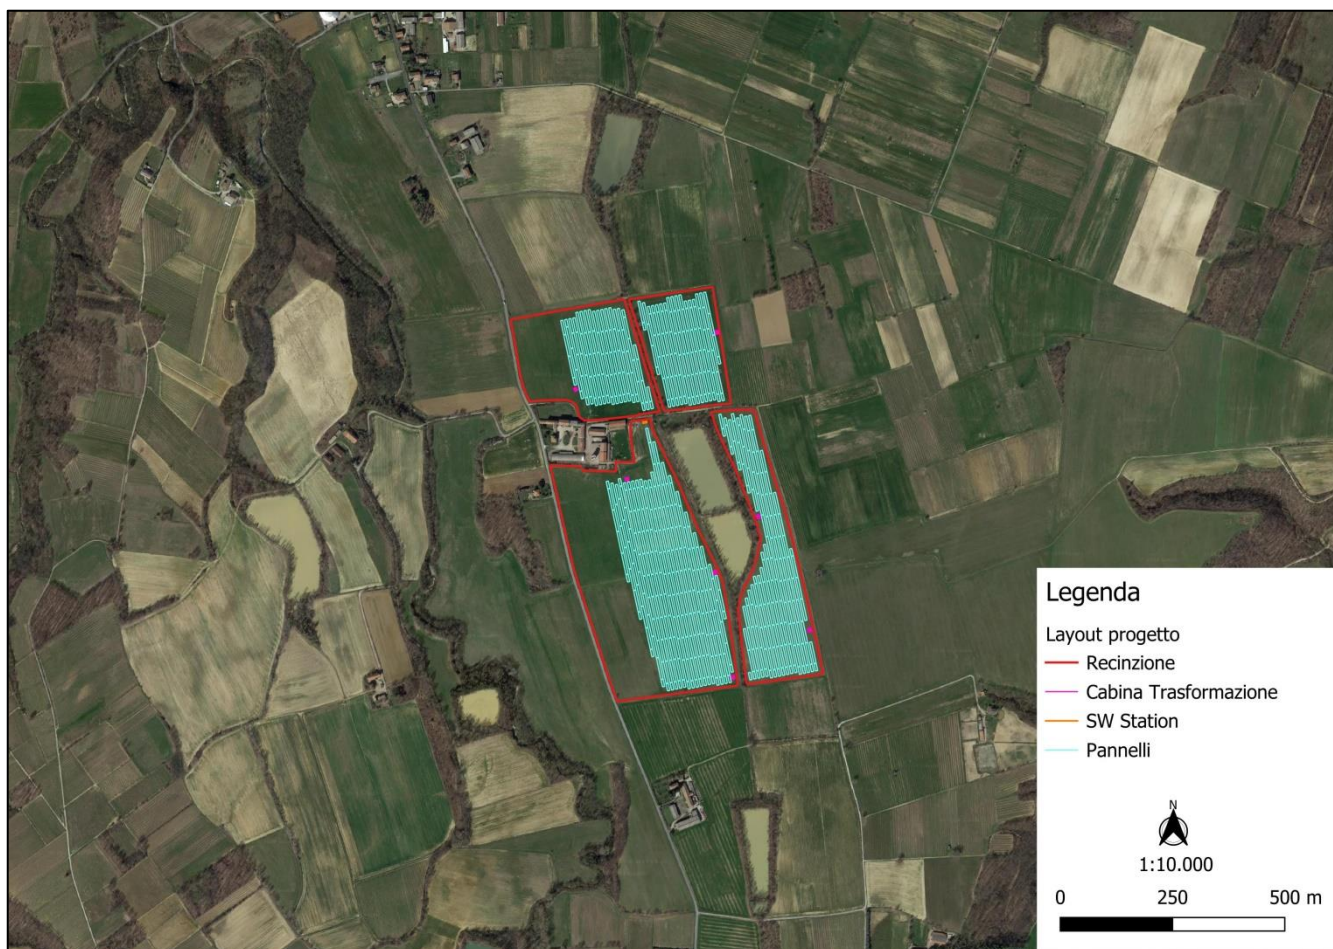 Legenda
Layout progetto
Recinzione
Cabina Trasformazione
SW Station
Pannelli
N
1:10.000
0 250 500 m